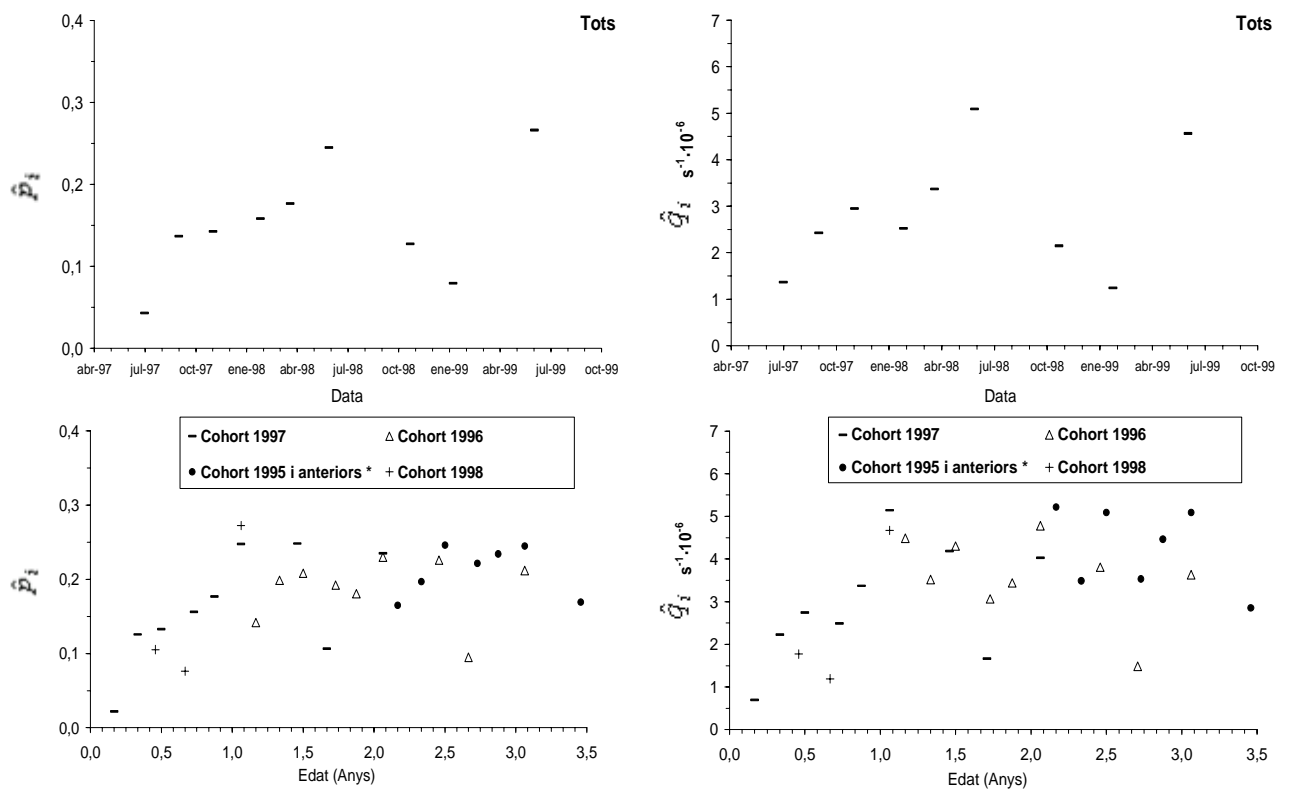 Tots
0,4
0,3
0,2
0,1
0,0
p̂ i
abr-97 jul-97 oct-97 ene-98 abr-98 jul-98 oct-98 ene-99 abr-99 jul-99 oct-99
Data
Tots
7
6
5
4
3
2
1
0
ĝ i s-1·10-6
abr-97 jul-97 oct-97 ene-98 abr-98 jul-98 oct-98 ene-99 abr-99 jul-99 oct-99
Data
Cohort 1997 Cohort 1996
Cohort 1995 i anteriors * Cohort 1998
0,4
0,3
0,2
0,1
0,0
p̂ i
0,0 0,5 1,0 1,5 2,0 2,5 3,0 3,5
Edat (Anys)
Cohort 1997 Cohort 1996
Cohort 1995 i anteriors * Cohort 1998
7
6
5
4
3
2
1
0
ĝ i s-1·10-6
0,0 0,5 1,0 1,5 2,0 2,5 3,0 3,5
Edat (Anys)